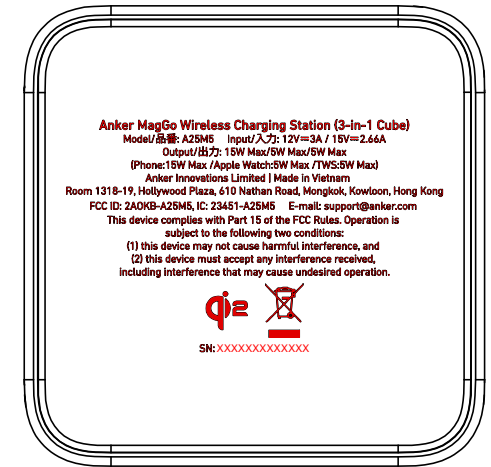 Anker MagGo Wireless Charging Station (3-in-1 Cube)
Model/品番: A25M5 Input/入力: 12V⎓3A / 15V⎓2.66A
Output/出力: 15W Max/5W Max/5W Max
(Phone:15W Max /Apple Watch:5W Max /TWS:5W Max)
Anker Innovations Limited | Made in Vietnam
Room 1318-19, Hollywood Plaza, 610 Nathan Road, Mongkok, Kowloon, Hong Kong
FCC ID: 2AOKB-A25M5, IC: 23451-A25M5 E-mail: support@anker.com
This device complies with Part 15 of the FCC Rules. Operation is
subject to the following two conditions:
(1) this device may not cause harmful interference, and
(2) this device must accept any interference received,
including interference that may cause undesired operation.
qi2
SN: XXXXXXXXXXXXX